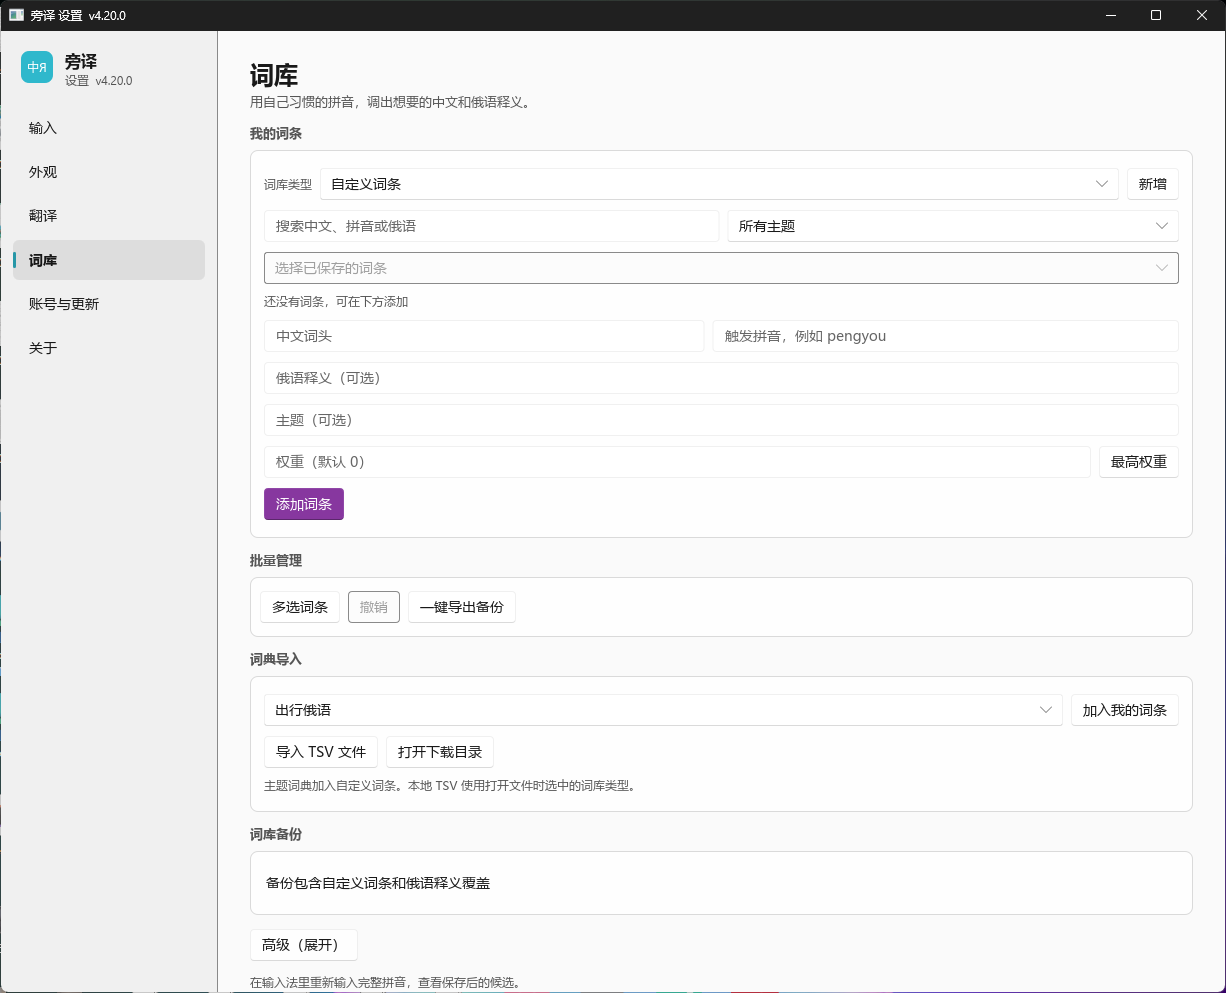 旁译 设置 v4.20.0
中Я
旁译
设置 v4.20.0
输入
外观
翻译
词库
账号与更新
关于
词库
用自己习惯的拼音，调出想要的中文和俄语释义。
我的词条
词库类型 自定义词条 新增
搜索中文、拼音或俄语 所有主题
选择已保存的词条
还没有词条，可在下方添加
中文词头 触发拼音，例如 pengyou
俄语释义（可选）
主题（可选）
权重（默认 0） 最高权重
添加词条
批量管理
多选词条 撤销 一键导出备份
词典导入
出行俄语 加入我的词条
导入 TSV 文件 打开下载目录
主题词典加入自定义词条。本地 TSV 使用打开文件时选中的词库类型。
词库备份
备份包含自定义词条和俄语释义覆盖
高级（展开）
在输入法里重新输入完整拼音，查看保存后的候选。